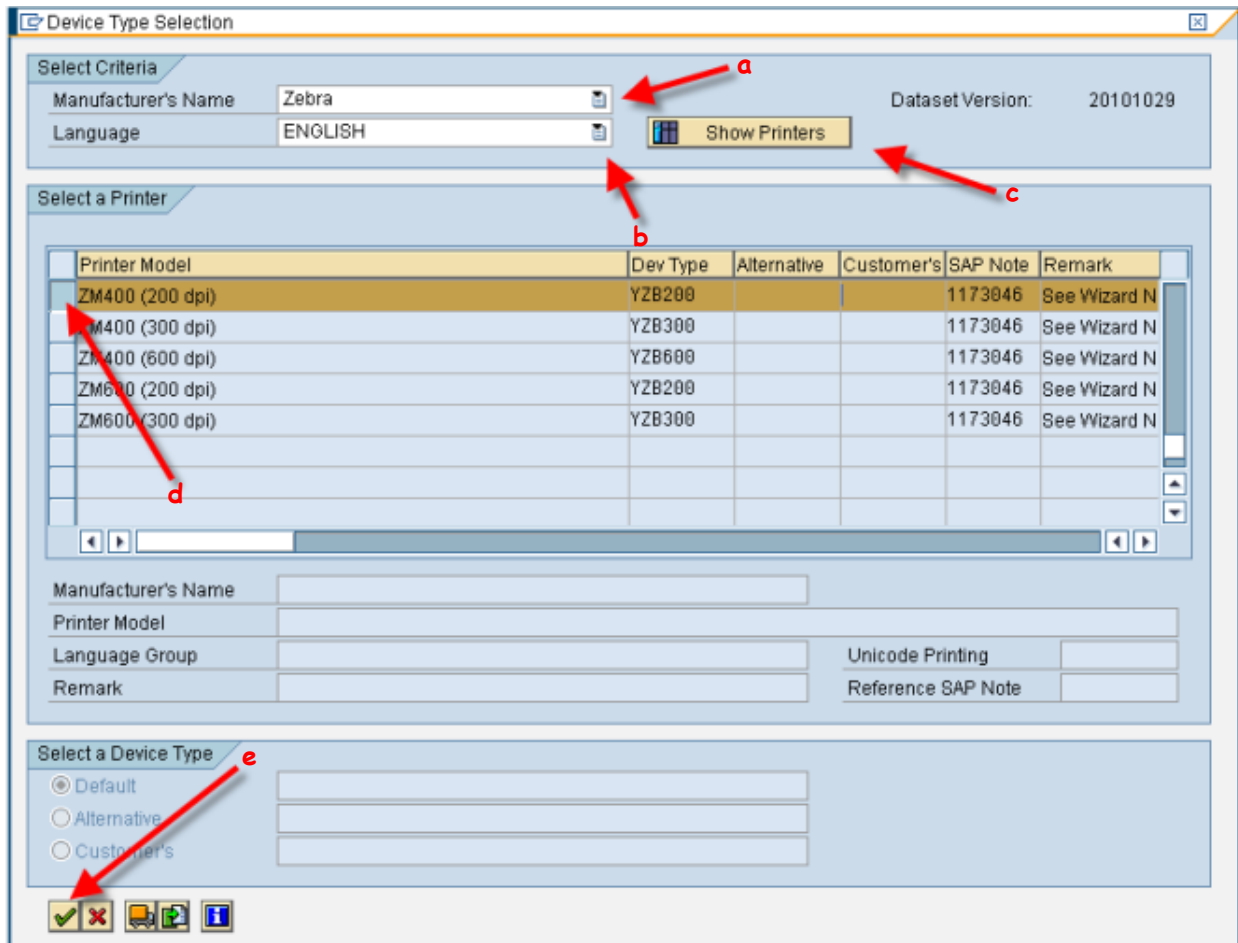 Device Type Selection
Select Criteria
a
Manufacturer's Name Zebra Dataset Version: 20101029
Language ENGLISH Show Printers
Select a Printer
c
b
Printer Model Dev Type Alternative Customer's SAP Note Remark
ZM400 (200 dpi) YZB200 1173046 See Wizard N
ZM400 (300 dpi) YZB300 1173046 See Wizard N
ZM400 (600 dpi) YZB600 1173046 See Wizard N
ZM600 (200 dpi) YZB200 1173046 See Wizard N
ZM600 (300 dpi) YZB300 1173046 See Wizard N
d
Manufacturer's Name
Printer Model
Language Group Unicode Printing
Remark Reference SAP Note
Select a Device Type e
Default
Alternative
Customer's